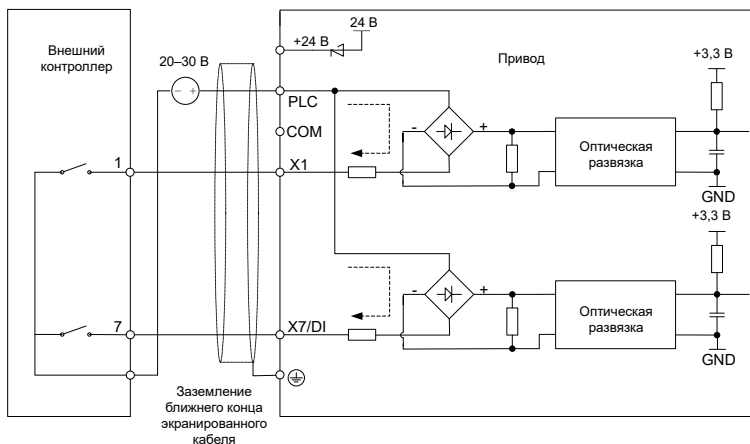 24 В
+24 В
Внешний
контроллер
20–30 В
Привод
+3,3 В
− +
PLC
COM
- +
Оптическая
развязка
1
X1
GND
+3,3 В
- +
Оптическая
развязка
7
X7/DI
GND
Заземление
ближнего конца
экранированного
кабеля